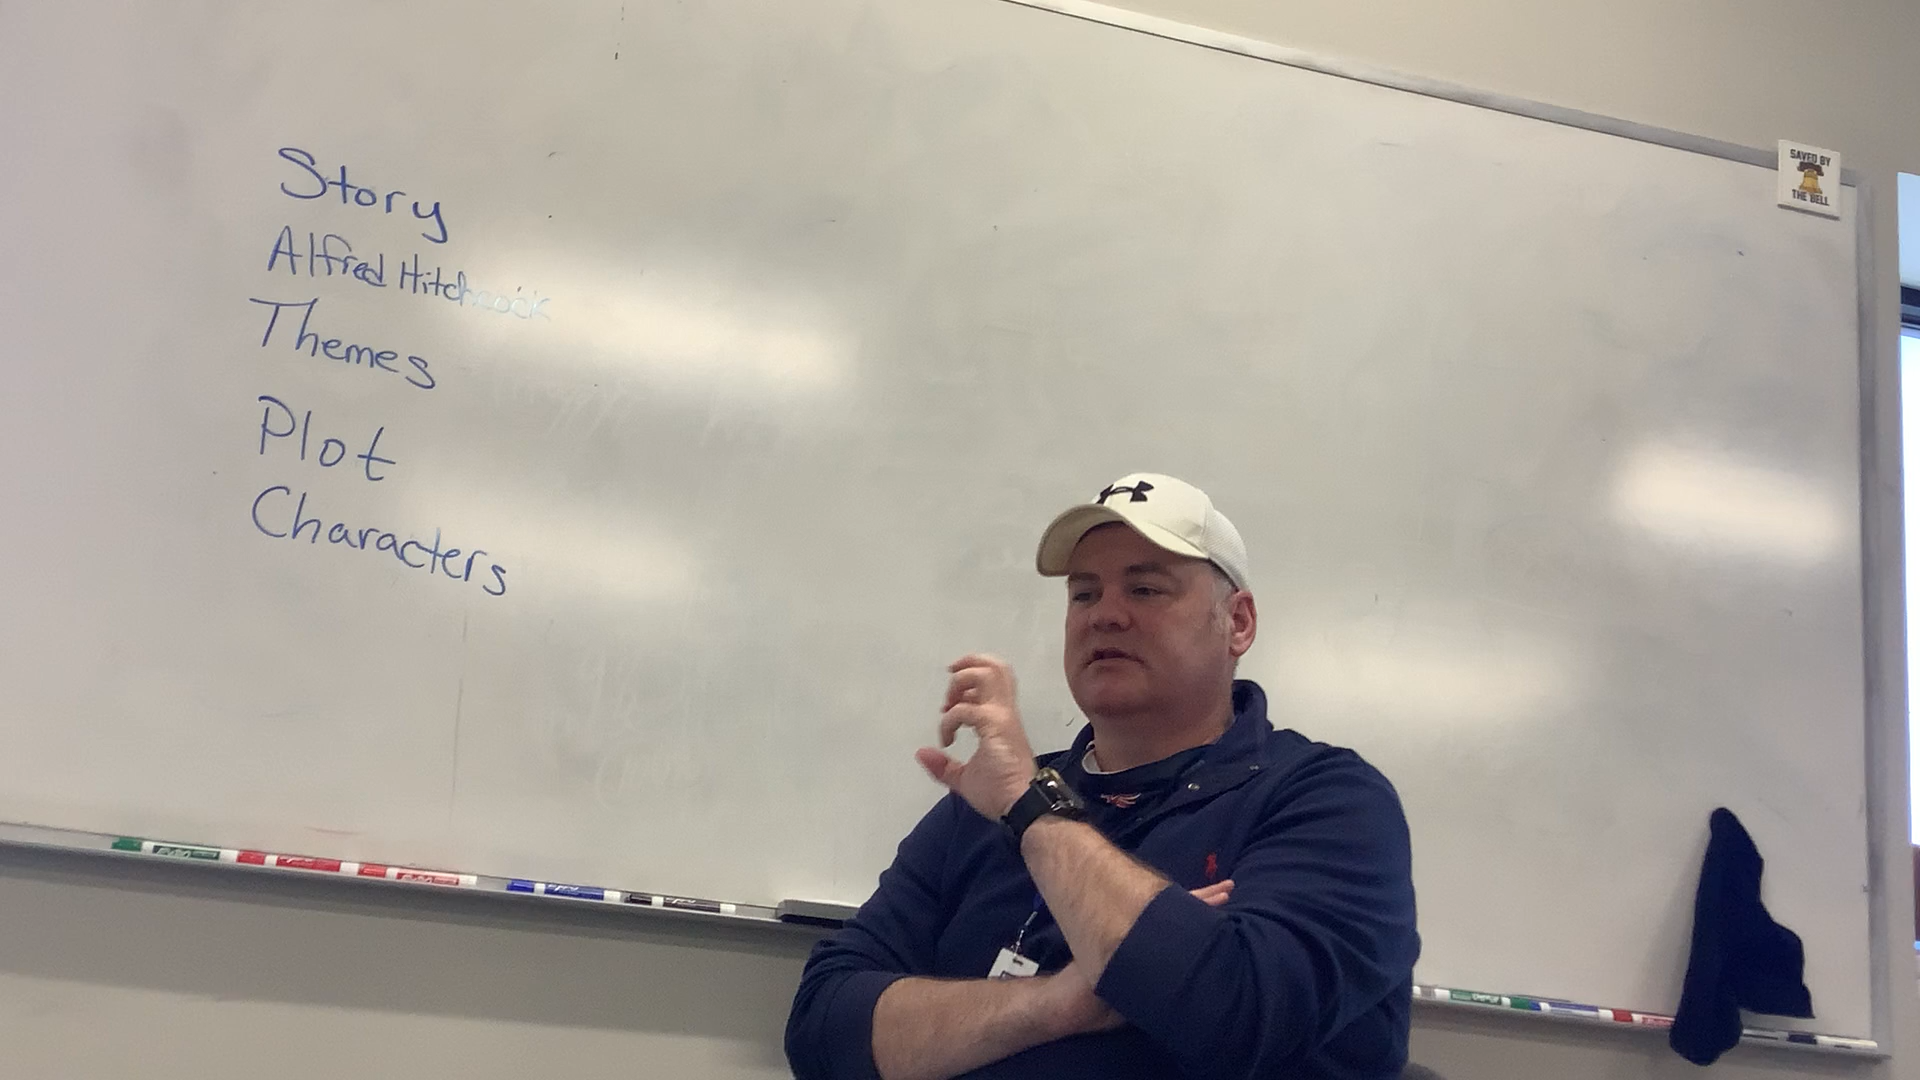 Story
Alfred Hitchcock
Themes
Plot
Characters
SAVED BY
THE BELL